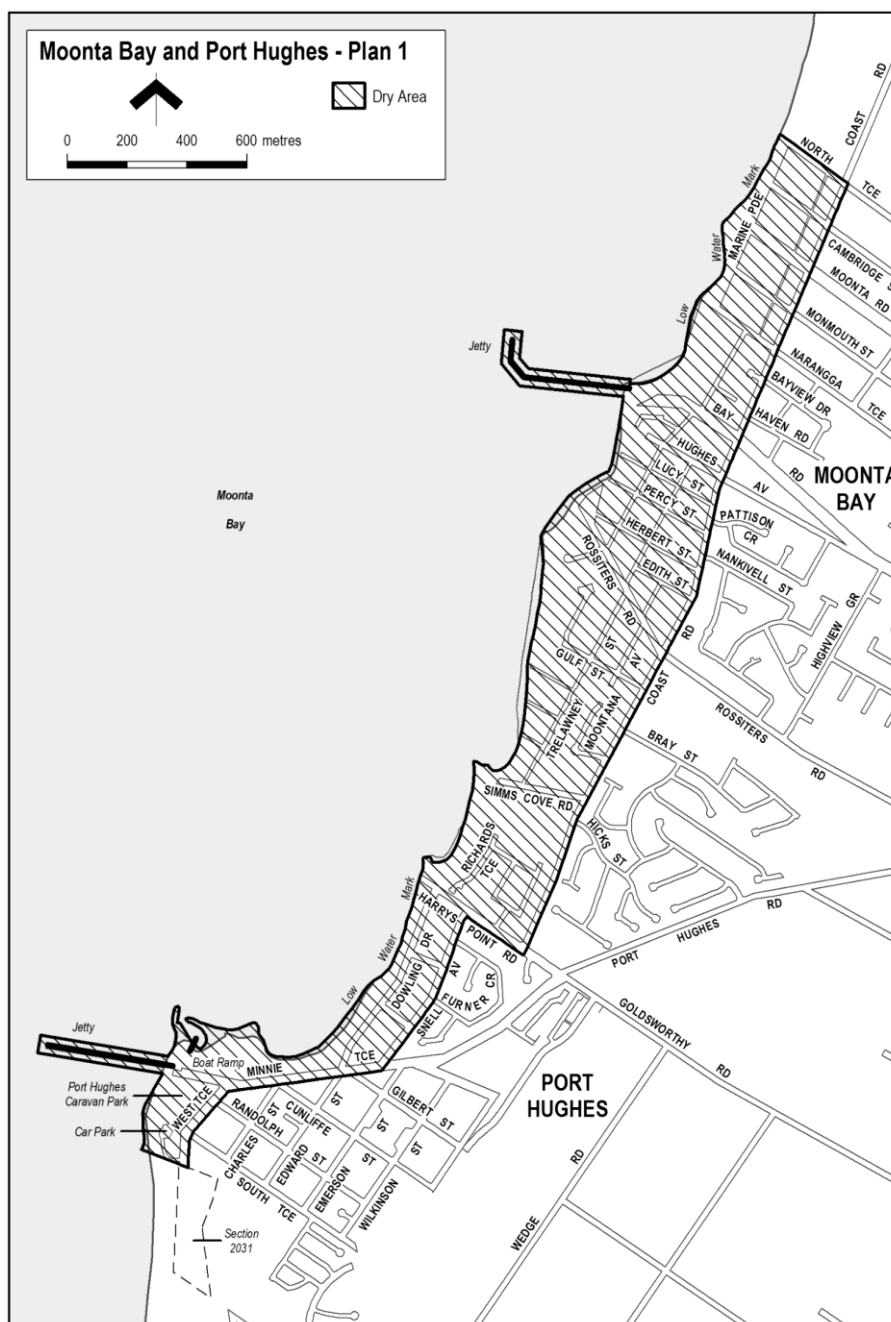 Moonta Bay and Port Hughes - Plan 1
Dry Area
0 200 400 600 metres
COAST RD
NORTH TCE
Mark
Water
Low
MARINE PDE
CAMBRIDGE S
MOONTA RD
MONMOUTH ST
NARANGGA TCE
BAYVIEW DR
HAVEN RD
BAY RD
Jetty
HUGHES AV
LUCY ST
PERCY ST
HERBERT ST
EDITH ST
ROSSITERS RD
MOONTA
BAY
PATTISON CR
NANKIVELL ST
HIGHVIEW GR
Moonta
Bay
GULF ST
TRELAWNEY ST
MOONTANA AV
COAST RD
ROSSITERS RD
BRAY ST
SIMMS COVE RD
HICKS ST
RICHARDS TCE
Mark
Water
Low
HARRYS POINT RD
PORT HUGHES RD
DOWLING DR
SNELL AV
FURNER CR
GOLDSWORTHY RD
Jetty
Boat Ramp
MINNIE TCE
Port Hughes
Caravan Park
WEST TCE
Car Park
PORT
HUGHES
RANDOLPH ST
CUNLIFFE ST
GILBERT ST
CHARLES ST
EDWARD ST
EMERSON ST
WILKINSON ST
SOUTH TCE
WEDGE RD
Section
2031